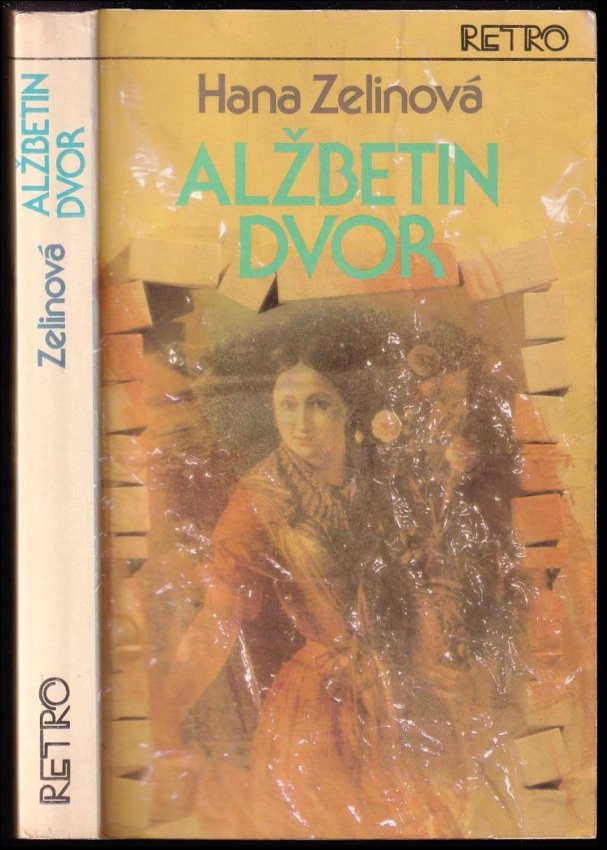 RETRO
Hana Zelinová
ALŽBETIN
DVOR
ALŽBETIN
DVOR
Zelinová
RETRO